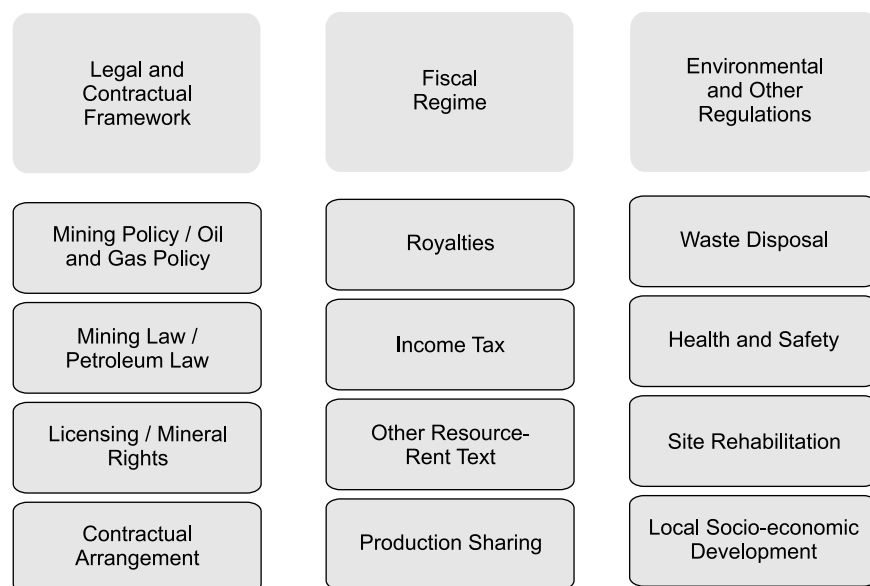 Legal and
Contractual
Framework
Mining Policy / Oil
and Gas Policy
Mining Law /
Petroleum Law
Licensing / Mineral
Rights
Contractual
Arrangement
Fiscal
Regime
Royalties
Income Tax
Other Resource-
Rent Text
Production Sharing
Environmental
and Other
Regulations
Waste Disposal
Health and Safety
Site Rehabilitation
Local Socio-economic
Development